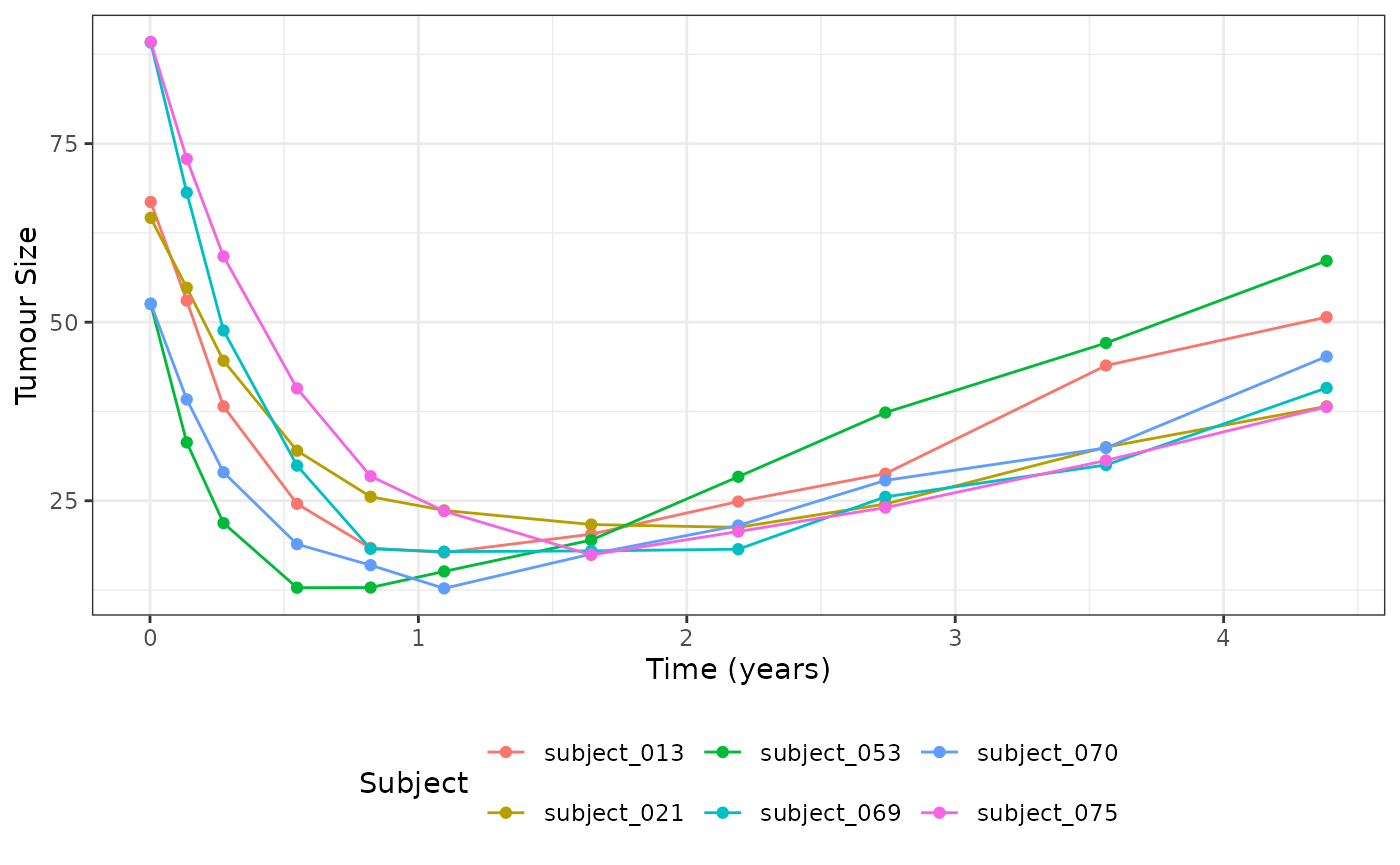 75
50
25
Tumour Size
0 1 2 3 4
Time (years)
Subject
subject_013 subject_053 subject_070
subject_021 subject_069 subject_075